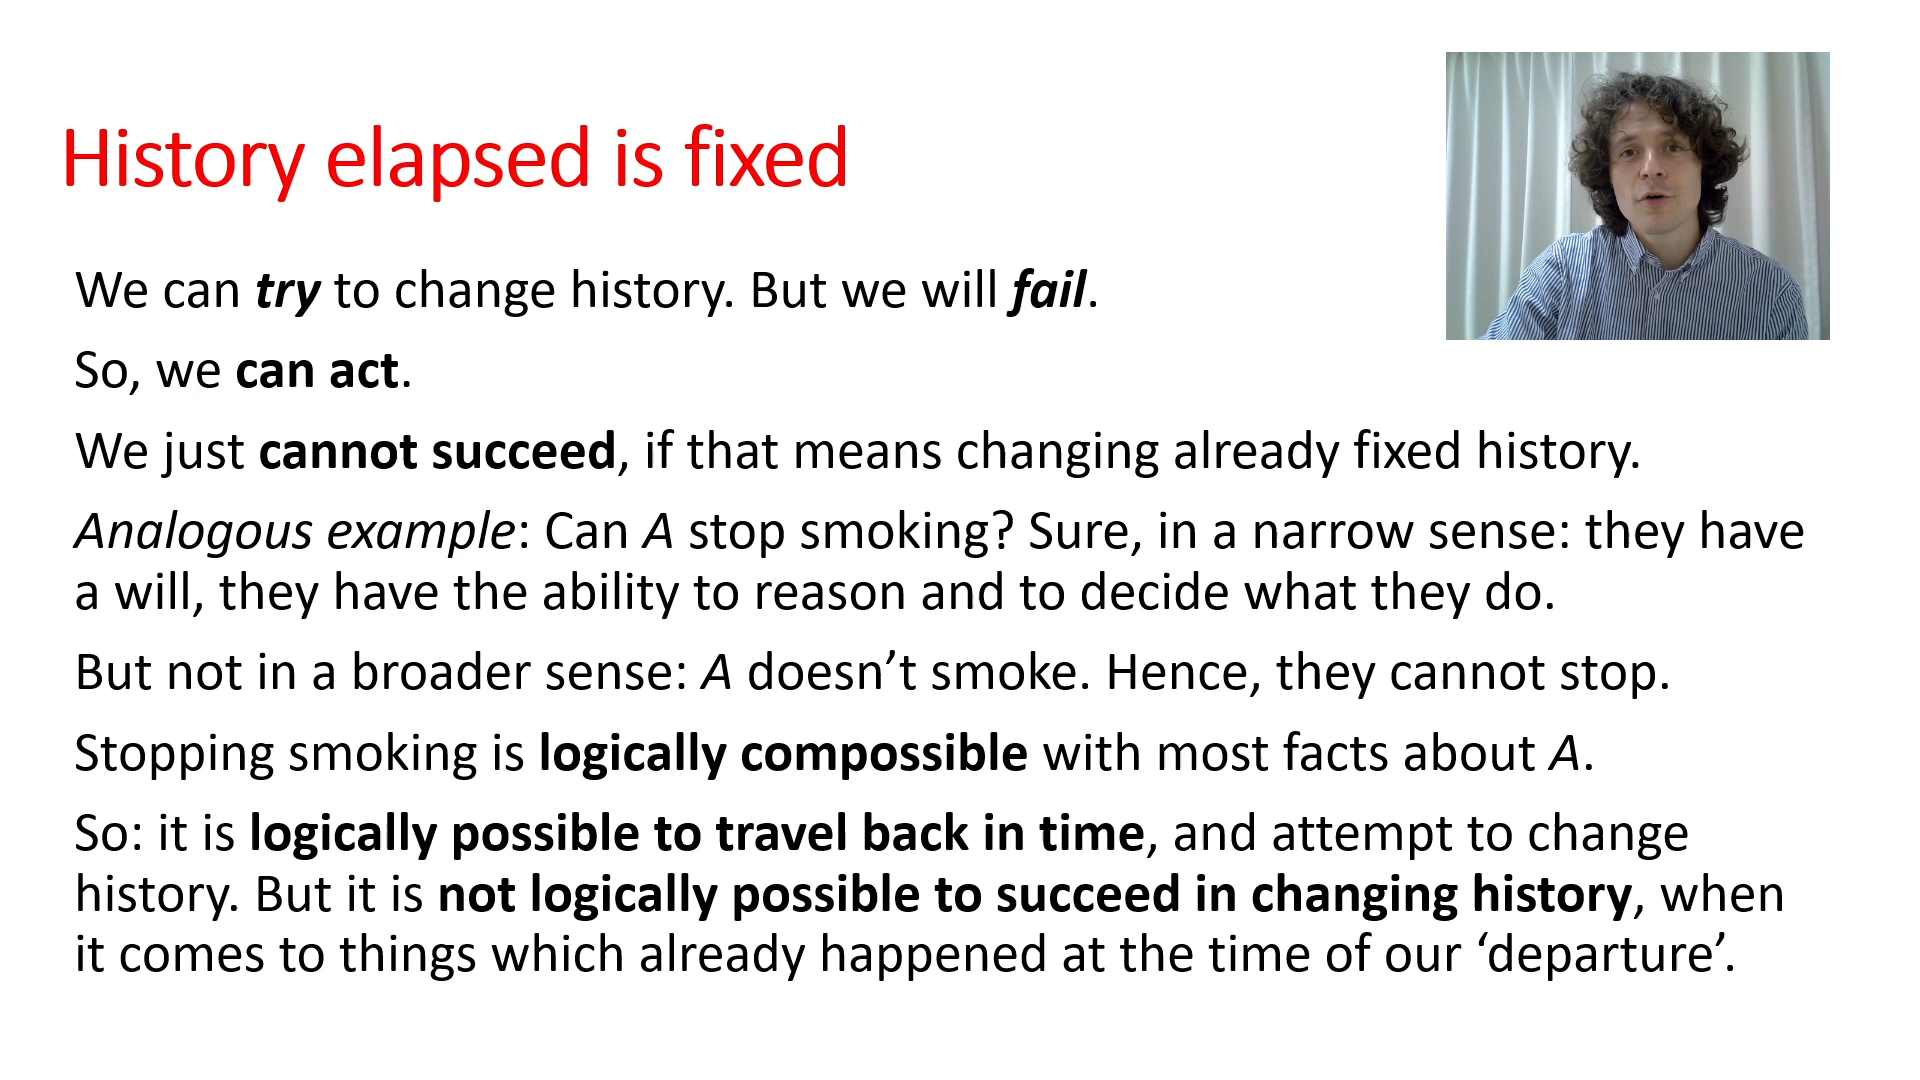 History elapsed is fixed
We can try to change history. But we will fail.
So, we can act.
We just cannot succeed, if that means changing already fixed history.
Analogous example: Can A stop smoking? Sure, in a narrow sense: they have
a will, they have the ability to reason and to decide what they do.
But not in a broader sense: A doesn’t smoke. Hence, they cannot stop.
Stopping smoking is logically compossible with most facts about A.
So: it is logically possible to travel back in time, and attempt to change
history. But it is not logically possible to succeed in changing history, when
it comes to things which already happened at the time of our ‘departure’.